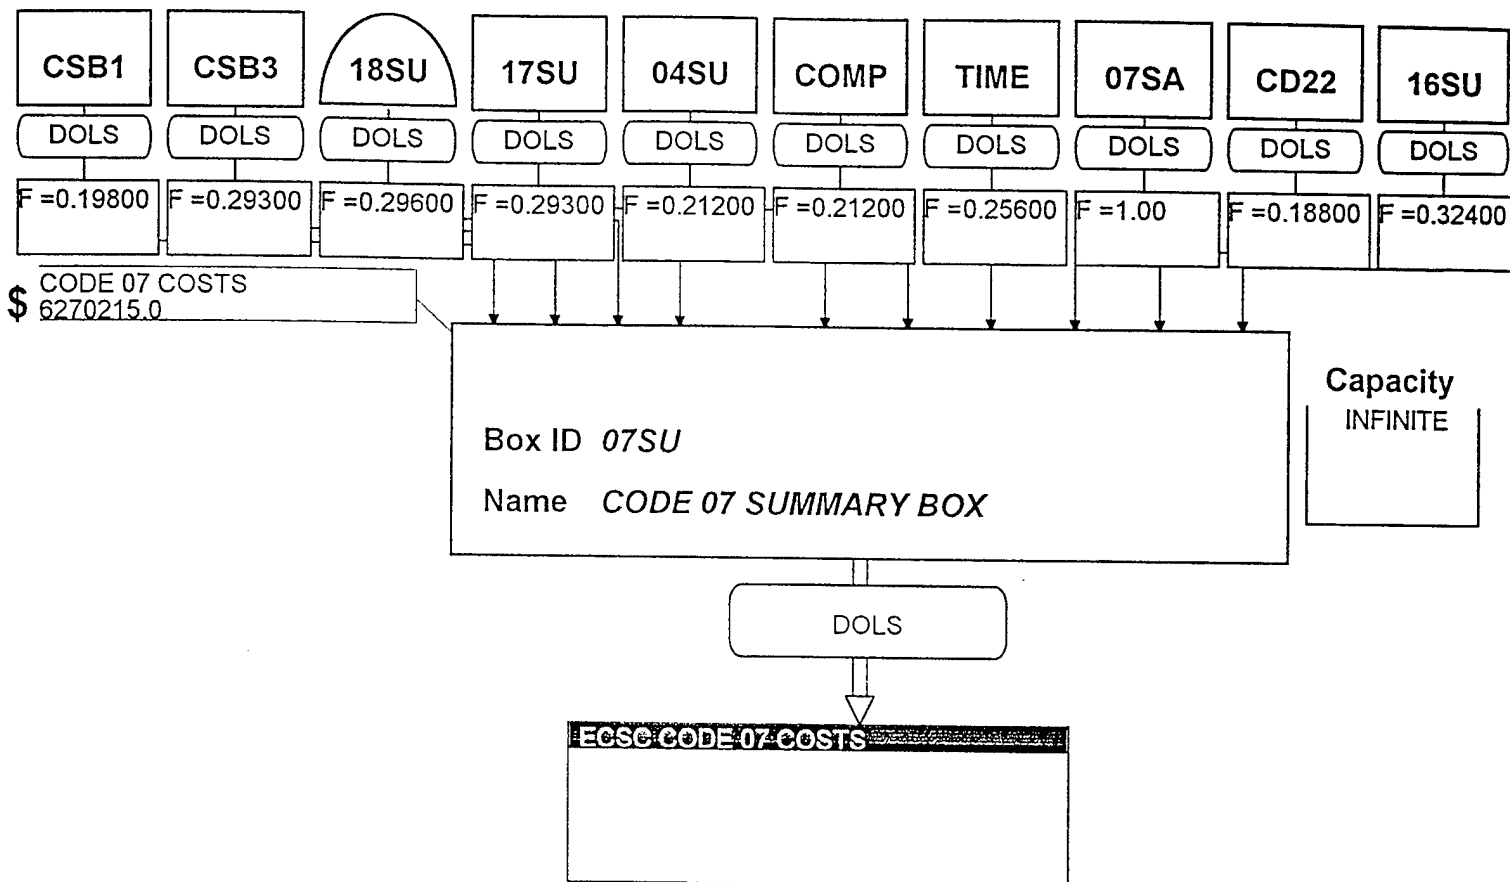 CSB1 CSB3 18SU 17SU 04SU COMP TIME 07SA CD22 16SU
DOLS DOLS DOLS DOLS DOLS DOLS DOLS DOLS DOLS DOLS
F =0.19800 F =0.29300 F =0.29600 F =0.29300 F =0.21200 F =0.21200 F =0.25600 F =1.00 F =0.18800 F =0.32400
$ CODE 07 COSTS
6270215.0
Capacity
INFINITE
Box ID 07SU
Name CODE 07 SUMMARY BOX
DOLS
ECSC CODE 07 COSTS